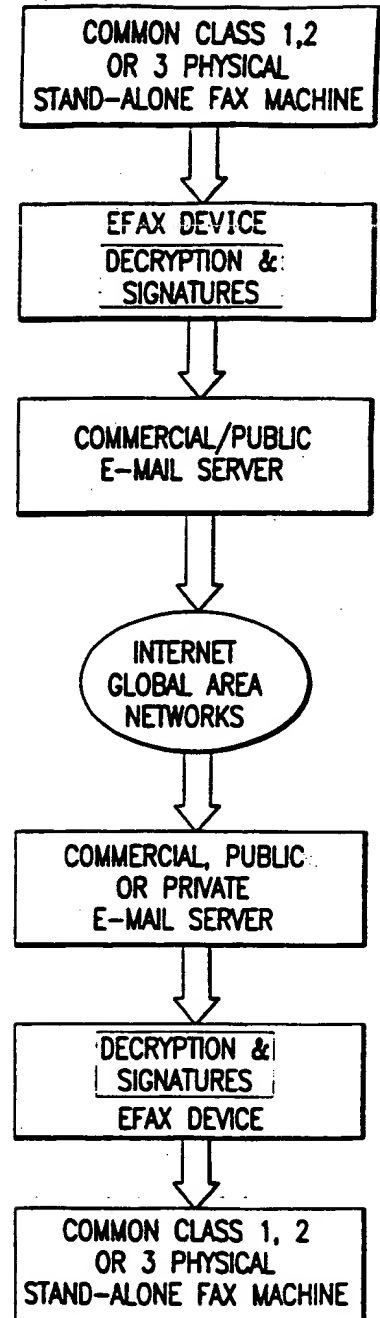 COMMON CLASS 1,2
OR 3 PHYSICAL
STAND-ALONE FAX MACHINE
EFAX DEVICE
DECRYPTION &
SIGNATURES
COMMERCIAL/PUBLIC
E-MAIL SERVER
INTERNET
GLOBAL AREA
NETWORKS
COMMERCIAL, PUBLIC
OR PRIVATE
E-MAIL SERVER
DECRYPTION &
SIGNATURES
EFAX DEVICE
COMMON CLASS 1, 2
OR 3 PHYSICAL
STAND-ALONE FAX MACHINE